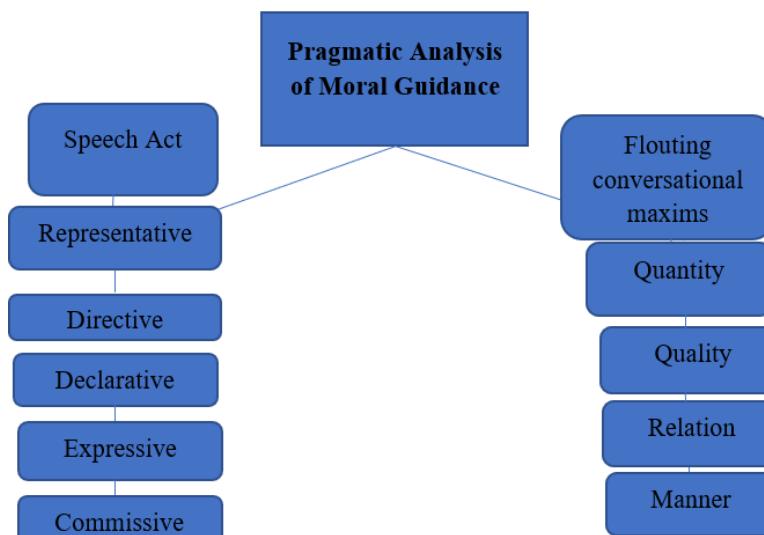 Pragmatic Analysis
of Moral Guidance
Speech Act
Representative
Directive
Declarative
Expressive
Commissive
Flouting
conversational
maxims
Quantity
Quality
Relation
Manner